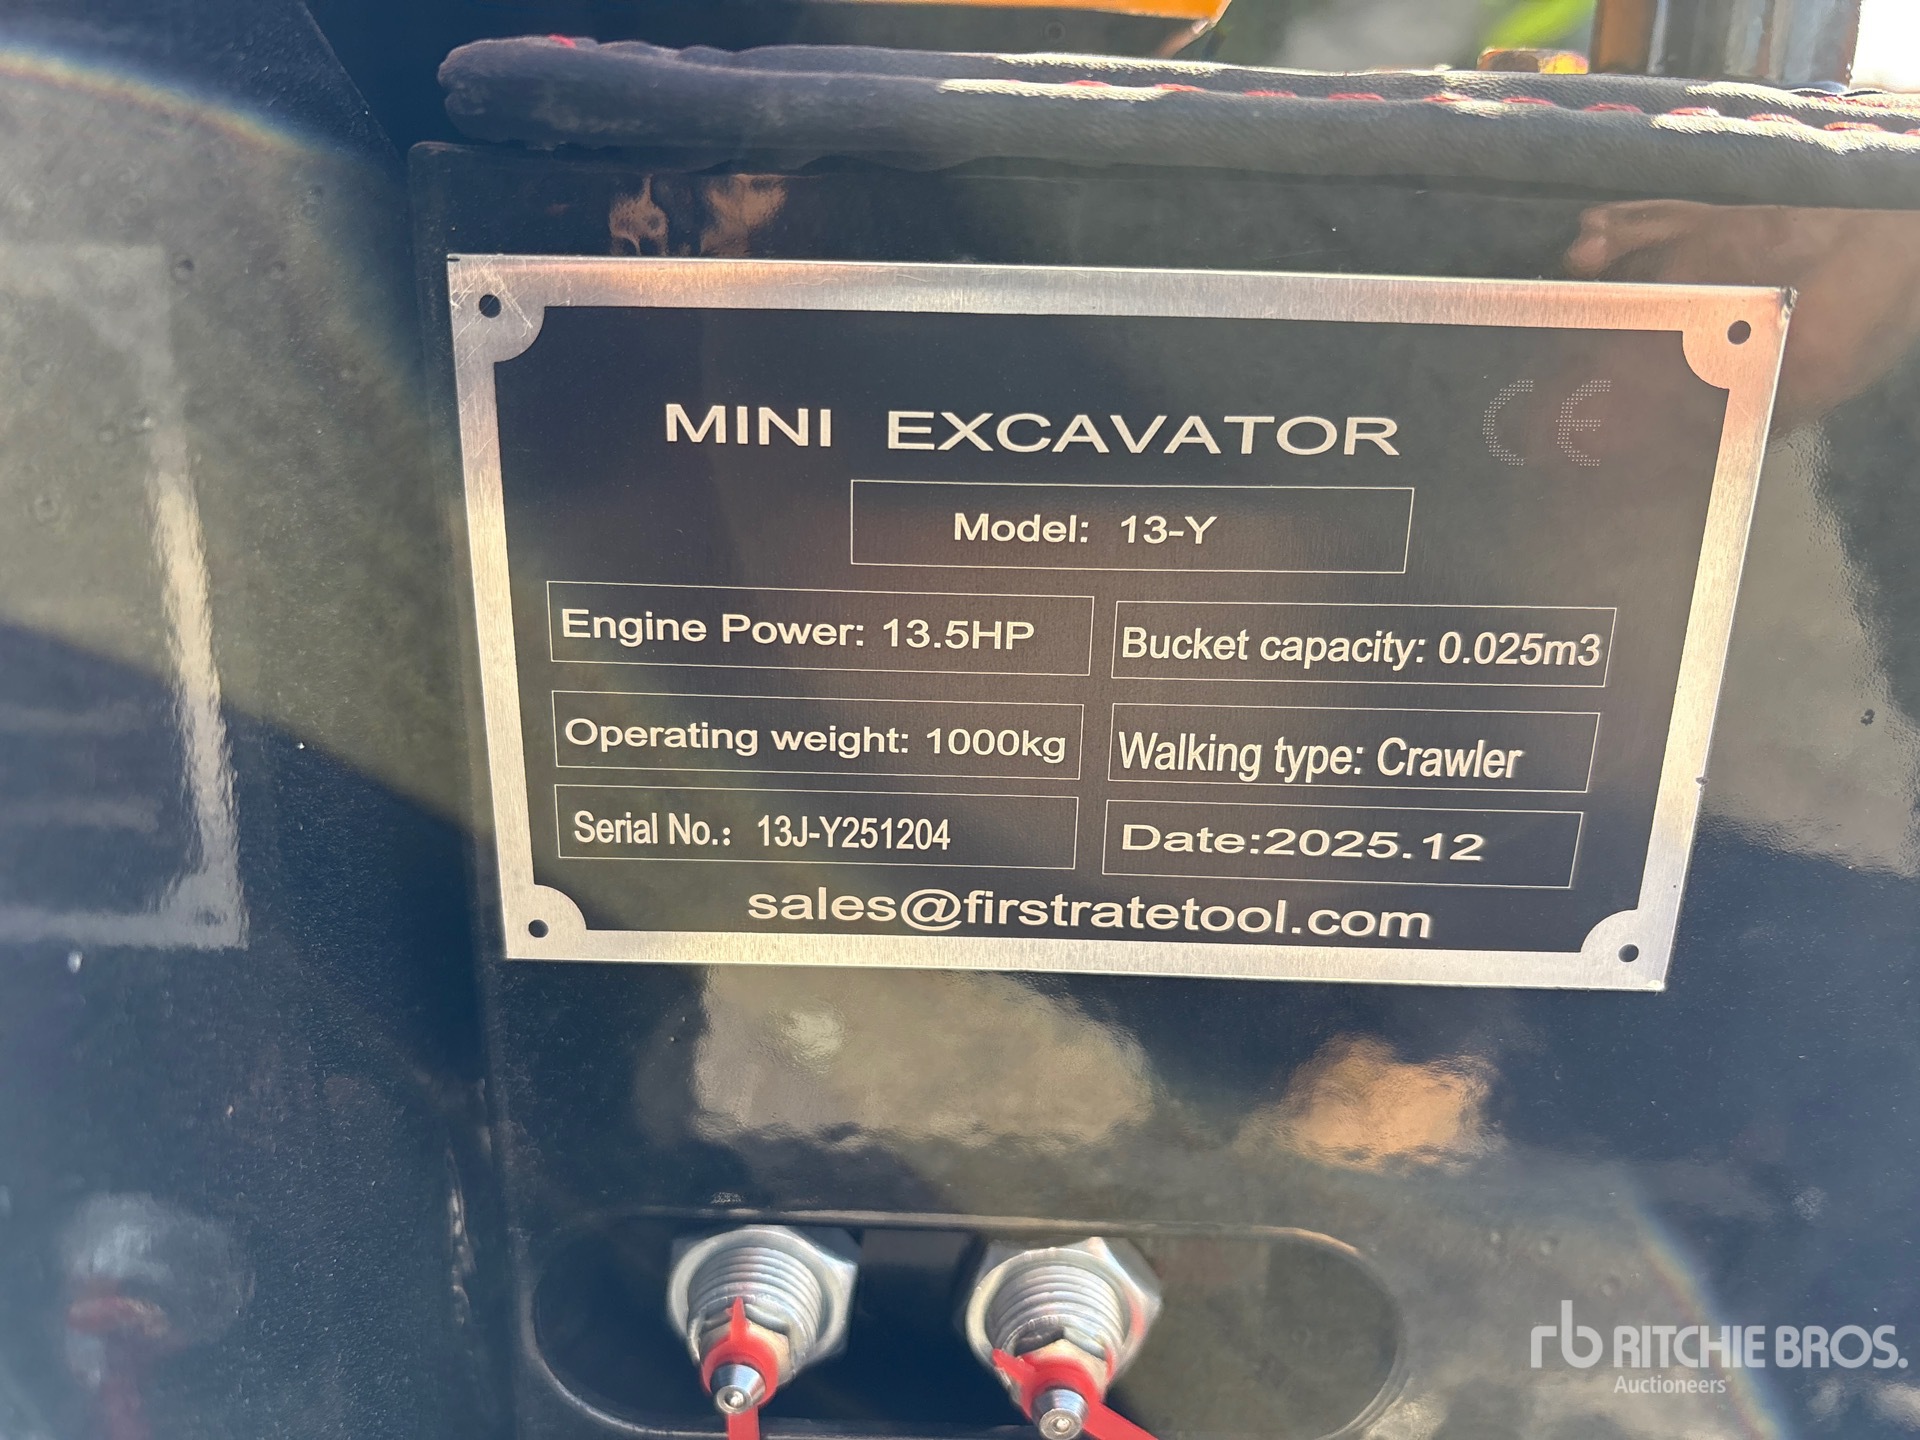 MINI EXCAVATOR CE
Model: 13-Y
Engine Power: 13.5HP
Bucket capacity: 0.025m3
Operating weight: 1000kg
Walking type: Crawler
Serial No.: 13J-Y251204
Date:2025.12
sales@firstratetool.com
rb RITCHIE BROS.
Auctioneers